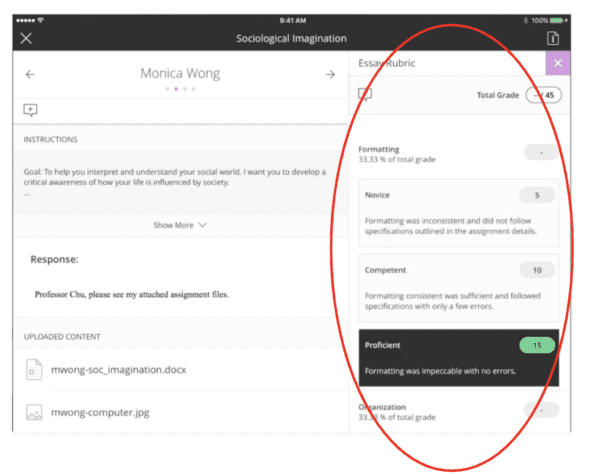 9:41 AM
100%
Sociological Imagination
Monica Wong
INSTRUCTIONS
Goal: To help you interpret and understand your social world. I want you to develop a
critical awareness of how your life is influenced by society.
...
Show More
Response:
Professor Chu, please see my attached assignment files.
UPLOADED CONTENT
mwong-soc_imagination.docx
mwong-computer.jpg
Essay Rubric
Total Grade
-- / 45
Formatting
33.33 % of total grade
-
Novice
5
Formatting was inconsistent and did not follow
specifications outlined in the assignment details.
Competent
10
Formatting consistent was sufficient and followed
specifications with only a few errors.
Proficient
15
Formatting was impeccable with no errors.
Organization
33.33 % of total grade
-